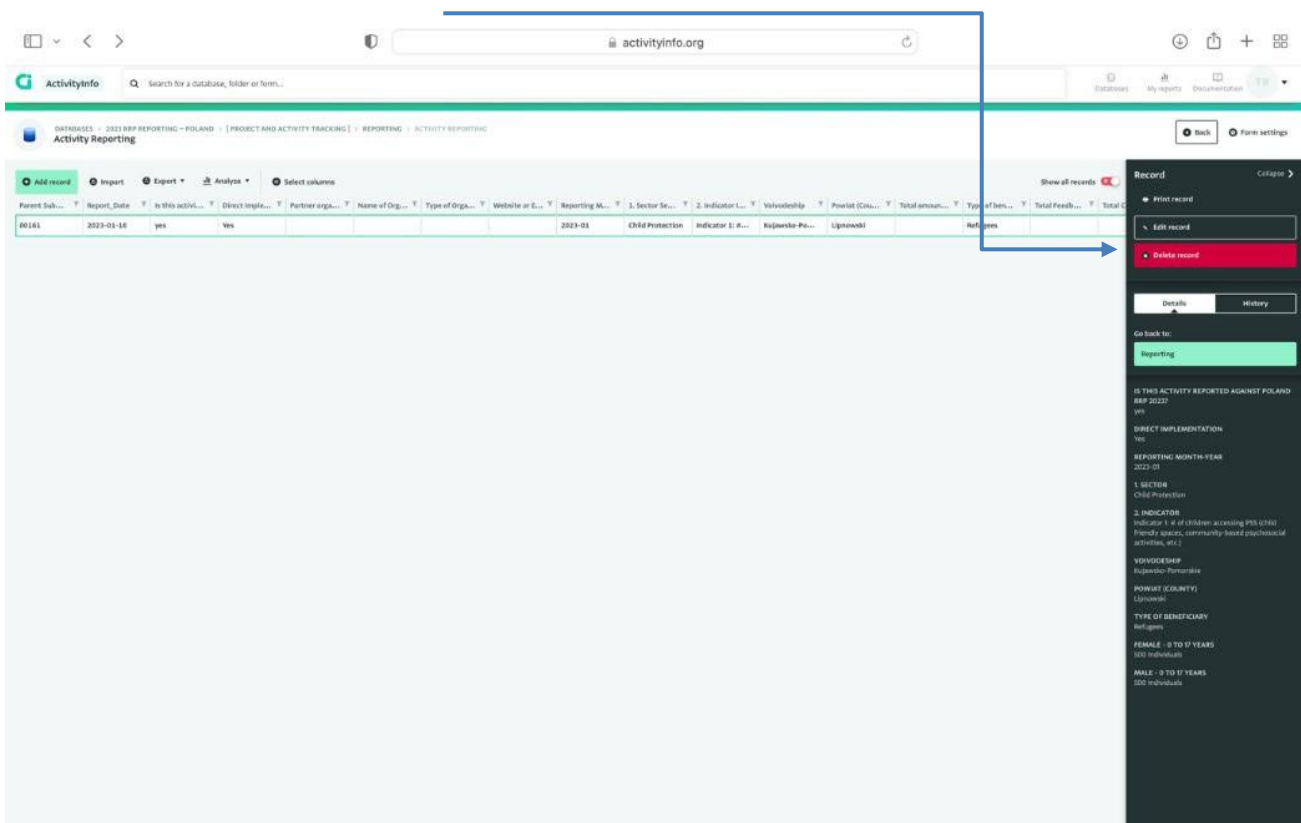 activityinfo.org
ActivityInfo
Search for a database, folder or form...
Databases
My reports
Documentation
TB
DATABASES > 2023 RRP REPORTING – POLAND > [ PROJECT AND ACTIVITY TRACKING ] > REPORTING > ACTIVITY REPORTING
Activity Reporting
Back
Form settings
Add record
Import
Export
Analyze
Select columns
Show all records
Parent Sub... Report_Date Is this activi... Direct Imple... Partner orga... Name of Org... Type of Orga... Website or E... Reporting M... 1. Sector Se... 2. Indicator I... Voivodeship Powiat (Cou... Total amoun... Type of ben... Total Feedb... Total C
00161 2023-01-10 yes Yes 2023-01 Child Protection Indicator 1: #... Kujawsko-Po... Lipnowski Refugees
Record
Collapse
Print record
Edit record
Delete record
Details
History
Go back to:
Reporting
IS THIS ACTIVITY REPORTED AGAINST POLAND
RRP 2023?
yes
DIRECT IMPLEMENTATION
Yes
REPORTING MONTH-YEAR
2023-01
1. SECTOR
Child Protection
2. INDICATOR
Indicator 1: # of children accessing PSS (child
friendly spaces, community-based psychosocial
activities, etc.)
VOIVODESHIP
Kujawsko-Pomorskie
POWIAT (COUNTY)
Lipnowski
TYPE OF BENEFICIARY
Refugees
FEMALE - 0 TO 17 YEARS
500 Individuals
MALE - 0 TO 17 YEARS
500 Individuals